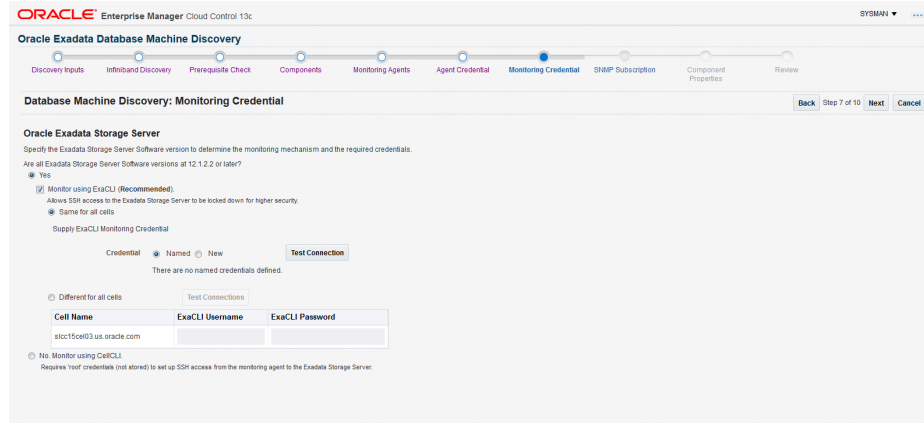 ORACLE Enterprise Manager Cloud Control 13c
SYSMAN
Oracle Exadata Database Machine Discovery
Discovery Inputs Infiniband Discovery Prerequisite Check Components Monitoring Agents Agent Credential Monitoring Credential SNMP Subscription Component Properties Review
Database Machine Discovery: Monitoring Credential
Back Step 7 of 10 Next Cancel
Oracle Exadata Storage Server
Specify the Exadata Storage Server Software version to determine the monitoring mechanism and the required credentials.
Are all Exadata Storage Server Software versions at 12.1.2.2 or later?
Yes
Monitor using ExaCLI (Recommended).
Allows SSH access to the Exadata Storage Server to be locked down for higher security.
Same for all cells
Supply ExaCLI Monitoring Credential
Credential Named New Test Connection
There are no named credentials defined.
Different for all cells Test Connections
Cell Name ExaCLI Username ExaCLI Password
slcc15cel03.us.oracle.com
No. Monitor using CellCLI.
Requires 'root' credentials (not stored) to set up SSH access from the monitoring agent to the Exadata Storage Server.